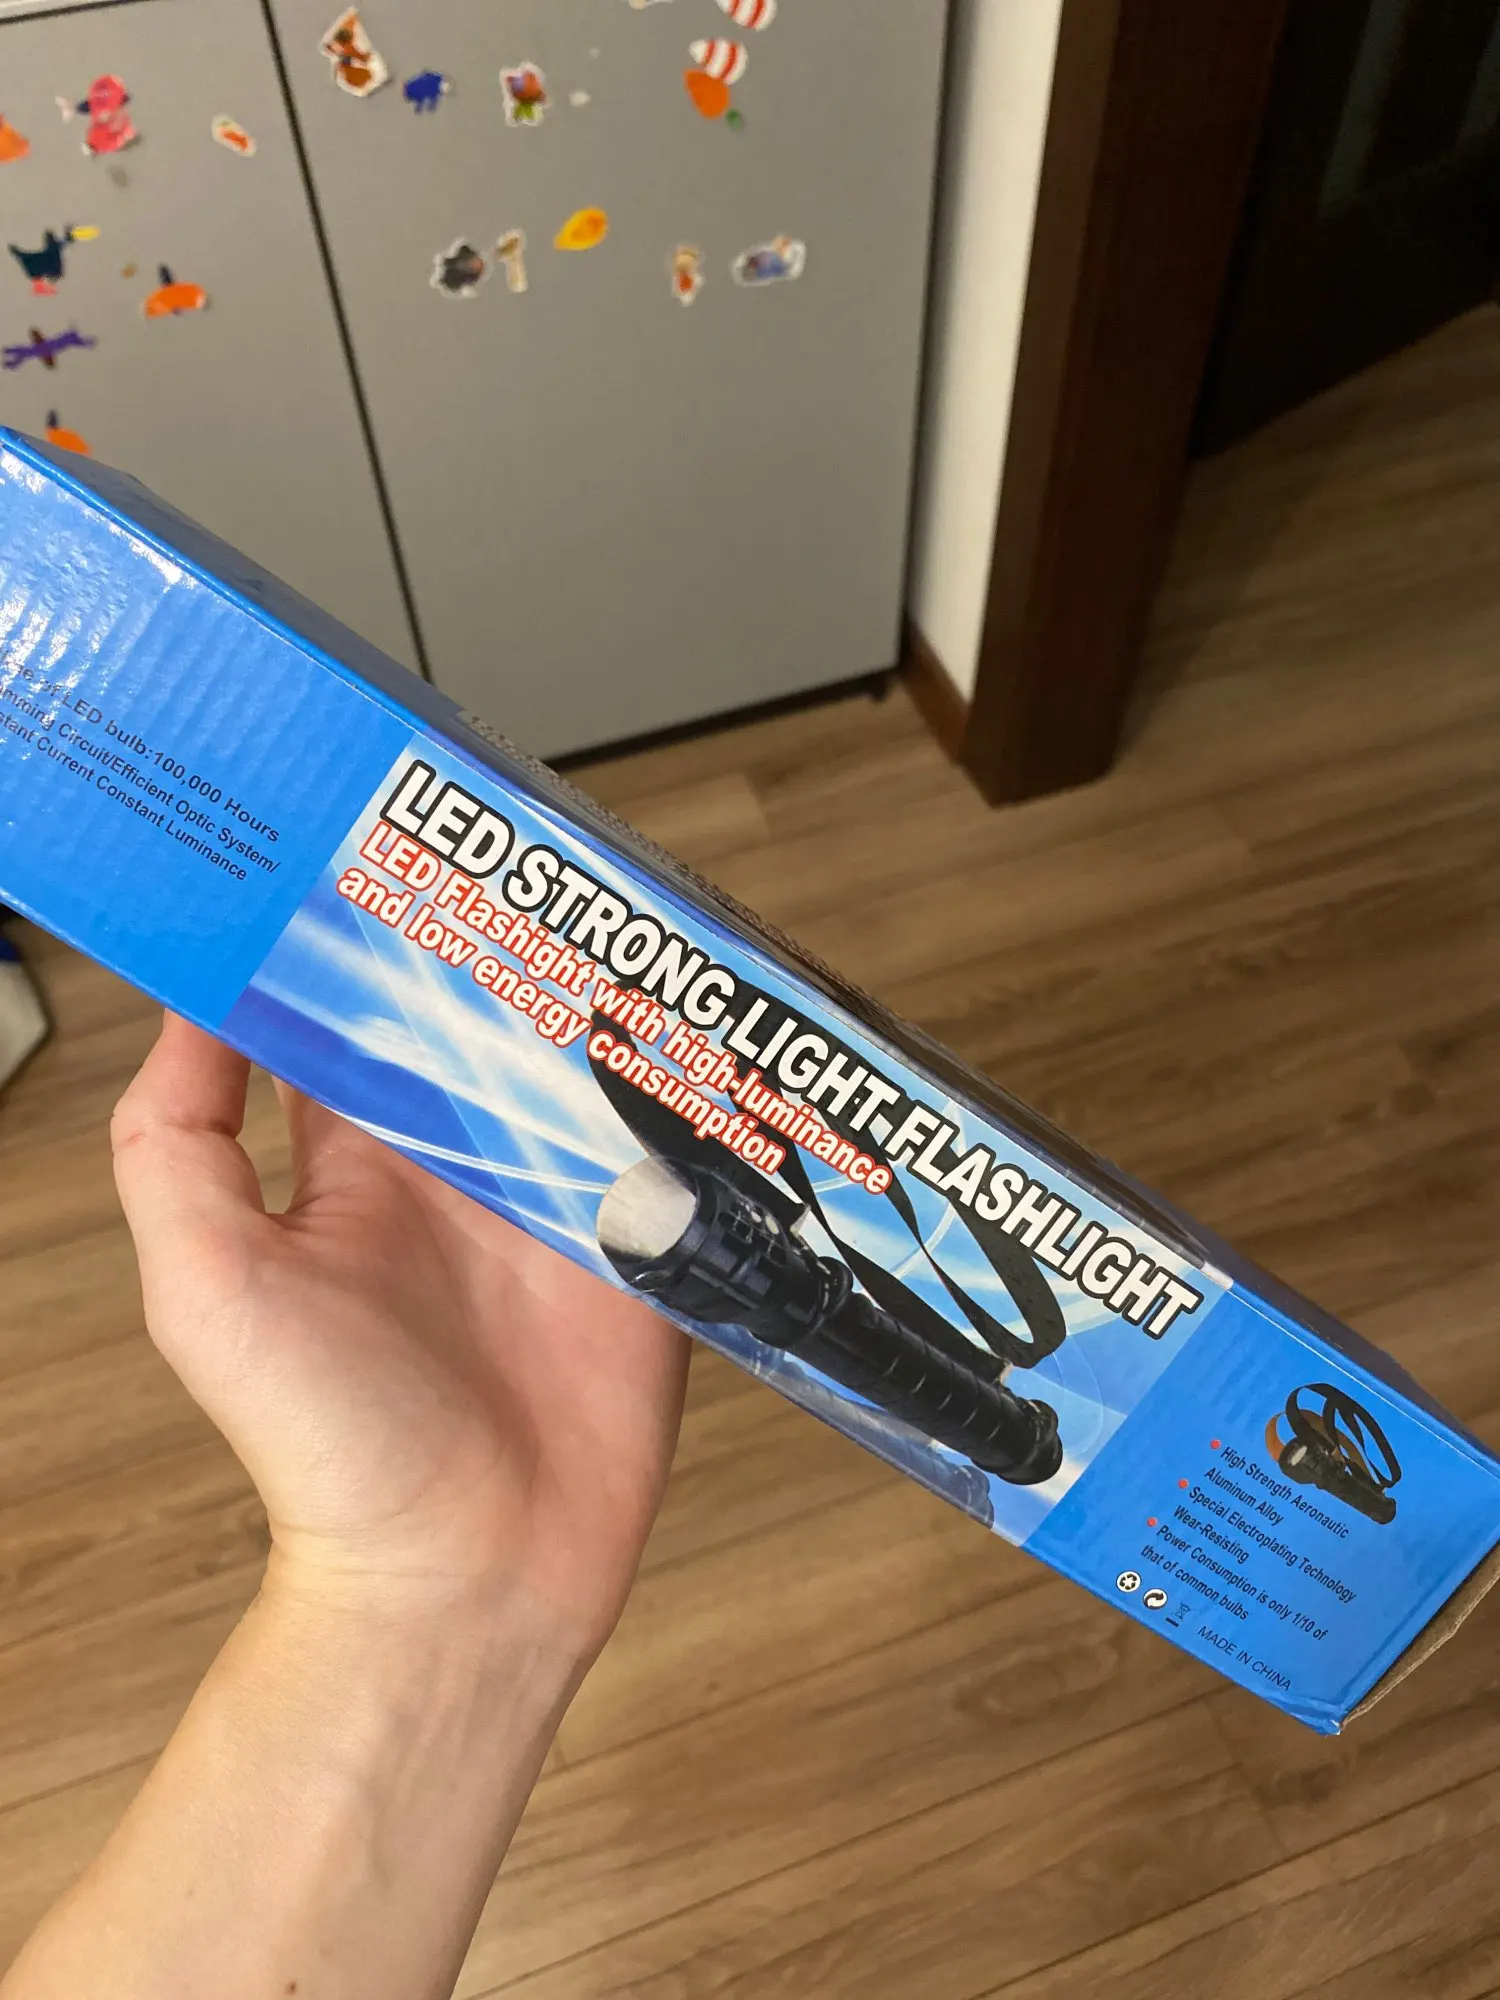 of LED bulb:100,000 Hours
Circuit/Efficient Optic System/
Current Constant Luminance
LED STRONG LIGHT FLASHLIGHT
LED Flashight with high-luminance
and low energy consumption
High Strength Aeronautic
Aluminum Alloy
Special Electroplating Technology
Wear-Resisting
Power Consumption is only 1/10 of
that of common bulbs
MADE IN CHINA